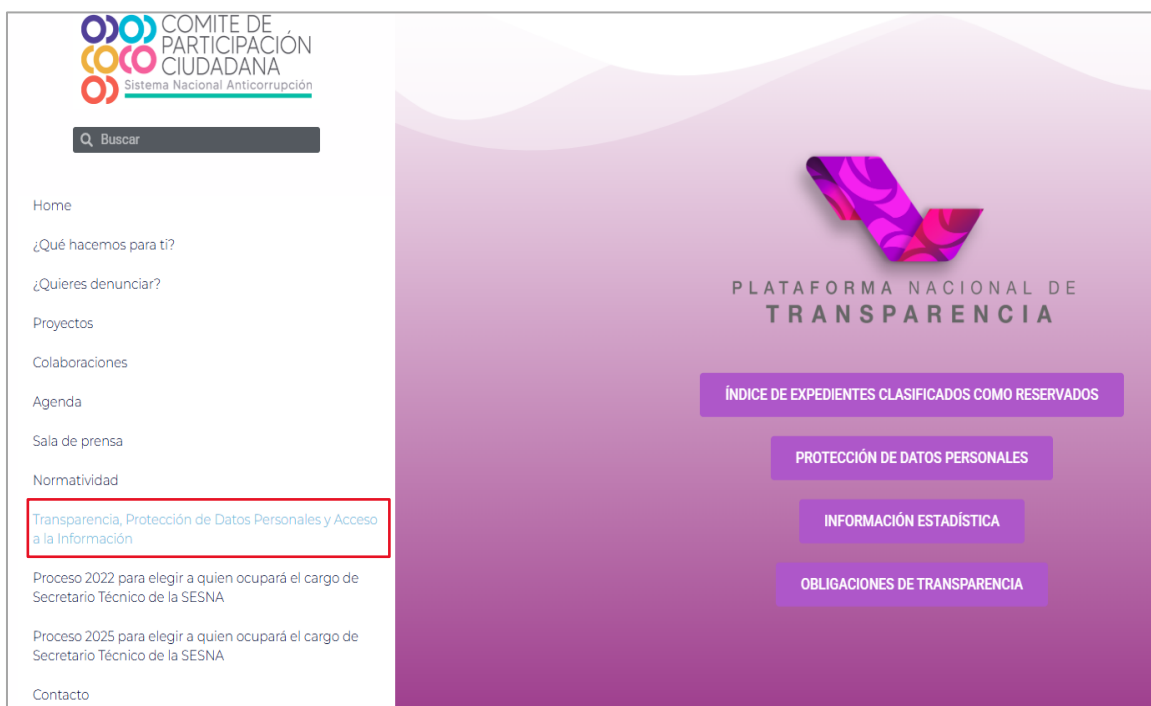 COMITE DE
PARTICIPACIÓN
CIUDADANA
Sistema Nacional Anticorrupción
Buscar
Home
¿Qué hacemos para ti?
¿Quieres denunciar?
Proyectos
Colaboraciones
Agenda
Sala de prensa
Normatividad
Transparencia, Protección de Datos Personales y Acceso
a la Información
Proceso 2022 para elegir a quien ocupará el cargo de
Secretario Técnico de la SESNA
Proceso 2025 para elegir a quien ocupará el cargo de
Secretario Técnico de la SESNA
Contacto
PLATAFORMA NACIONAL DE
TRANSPARENCIA
ÍNDICE DE EXPEDIENTES CLASIFICADOS COMO RESERVADOS
PROTECCIÓN DE DATOS PERSONALES
INFORMACIÓN ESTADÍSTICA
OBLIGACIONES DE TRANSPARENCIA